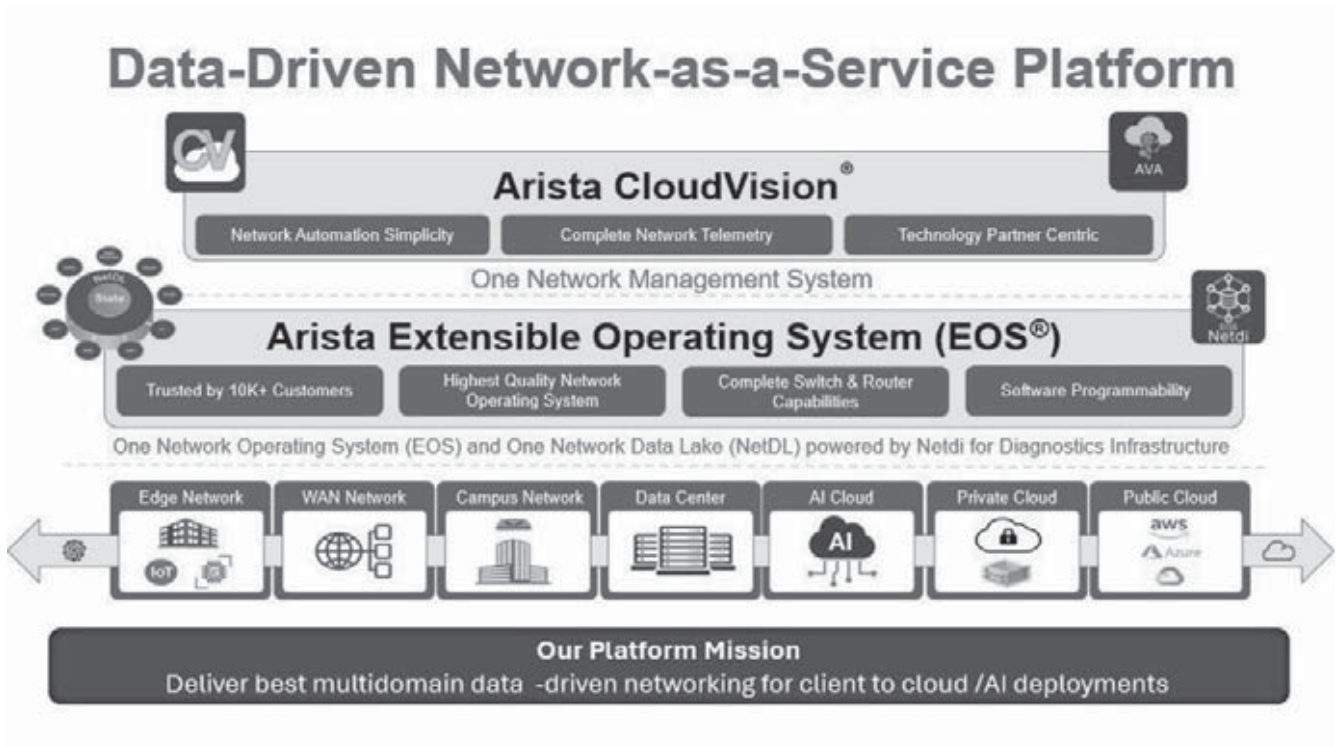 Data-Driven Network-as-a-Service Platform
CV
AVA
Arista CloudVision®
Network Automation Simplicity
Complete Network Telemetry
Technology Partner Centric
One Network Management System
NetDL
State
Netdi
Arista Extensible Operating System (EOS®)
Trusted by 10K+ Customers
Highest Quality Network
Operating System
Complete Switch & Router
Capabilities
Software Programmability
One Network Operating System (EOS) and One Network Data Lake (NetDL) powered by Netdi for Diagnostics Infrastructure
Edge Network
WAN Network
Campus Network
Data Center
AI Cloud
Private Cloud
Public Cloud
IoT
AI
aws
Azure
Our Platform Mission
Deliver best multidomain data -driven networking for client to cloud /AI deployments